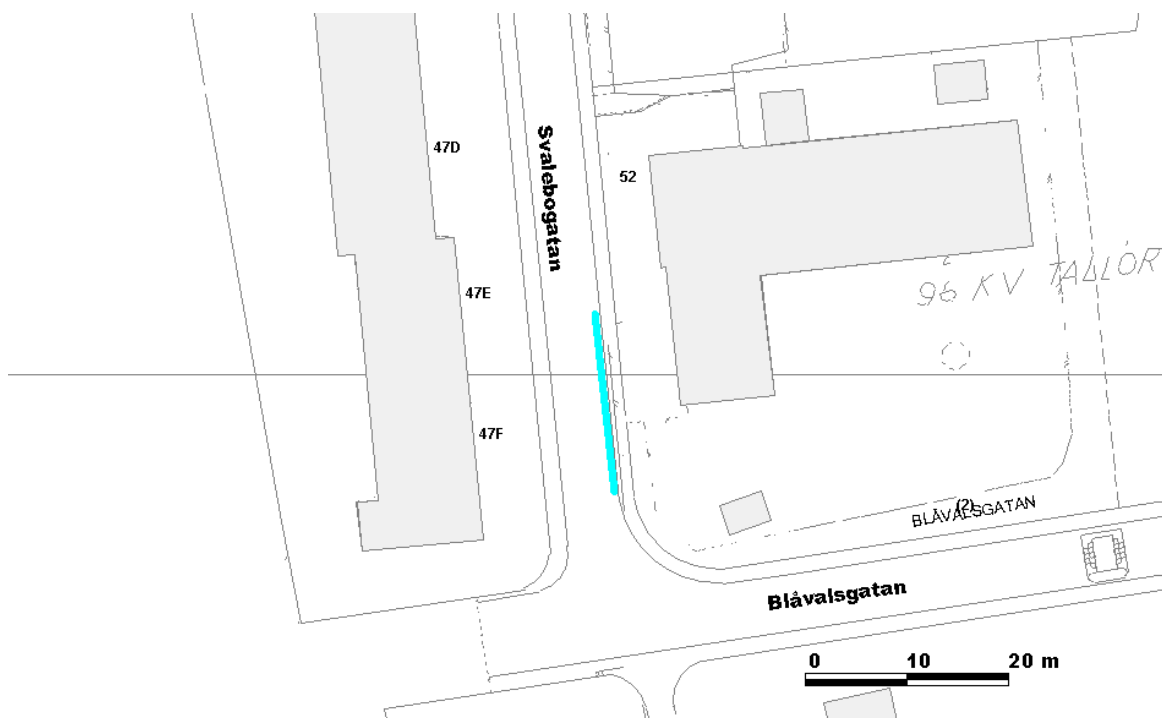 47D
Svalebogatan
52
47E
96 KV TALLÖR
47F
(2)
BLÅVALSGATAN
Blåvalsgatan
0 10 20 m